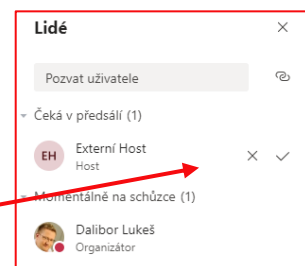 Lidé
Pozvat uživatele
Čeká v předsálí (1)
EH
Externí Host
Host
Momentálně na schůzce (1)
Dalibor Lukeš
Organizátor